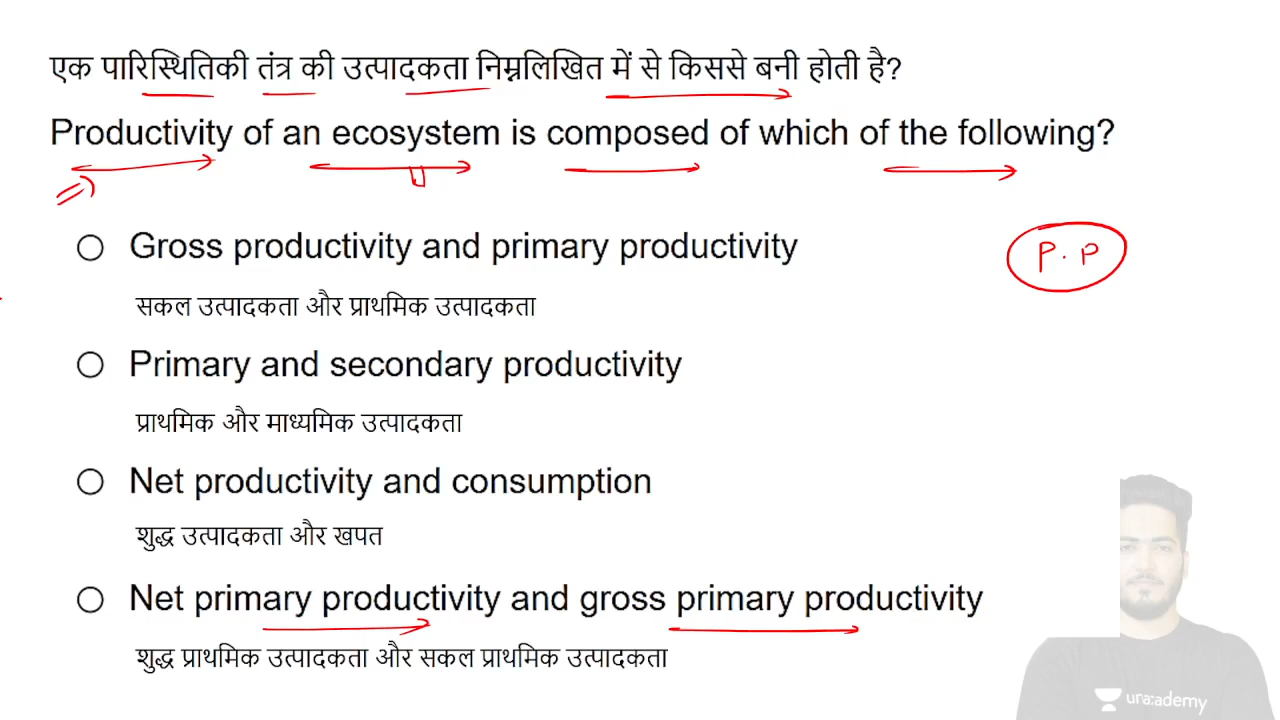 एक पारिस्थितिकी तंत्र की उत्पादकता निम्नलिखित में से किससे बनी होती है?
Productivity of an ecosystem is composed of which of the following?
Gross productivity and primary productivity
P.P
सकल उत्पादकता और प्राथमिक उत्पादकता
Primary and secondary productivity
प्राथमिक और माध्यमिक उत्पादकता
Net productivity and consumption
शुद्ध उत्पादकता और खपत
Net primary productivity and gross primary productivity
शुद्ध प्राथमिक उत्पादकता और सकल प्राथमिक उत्पादकता
unacademy